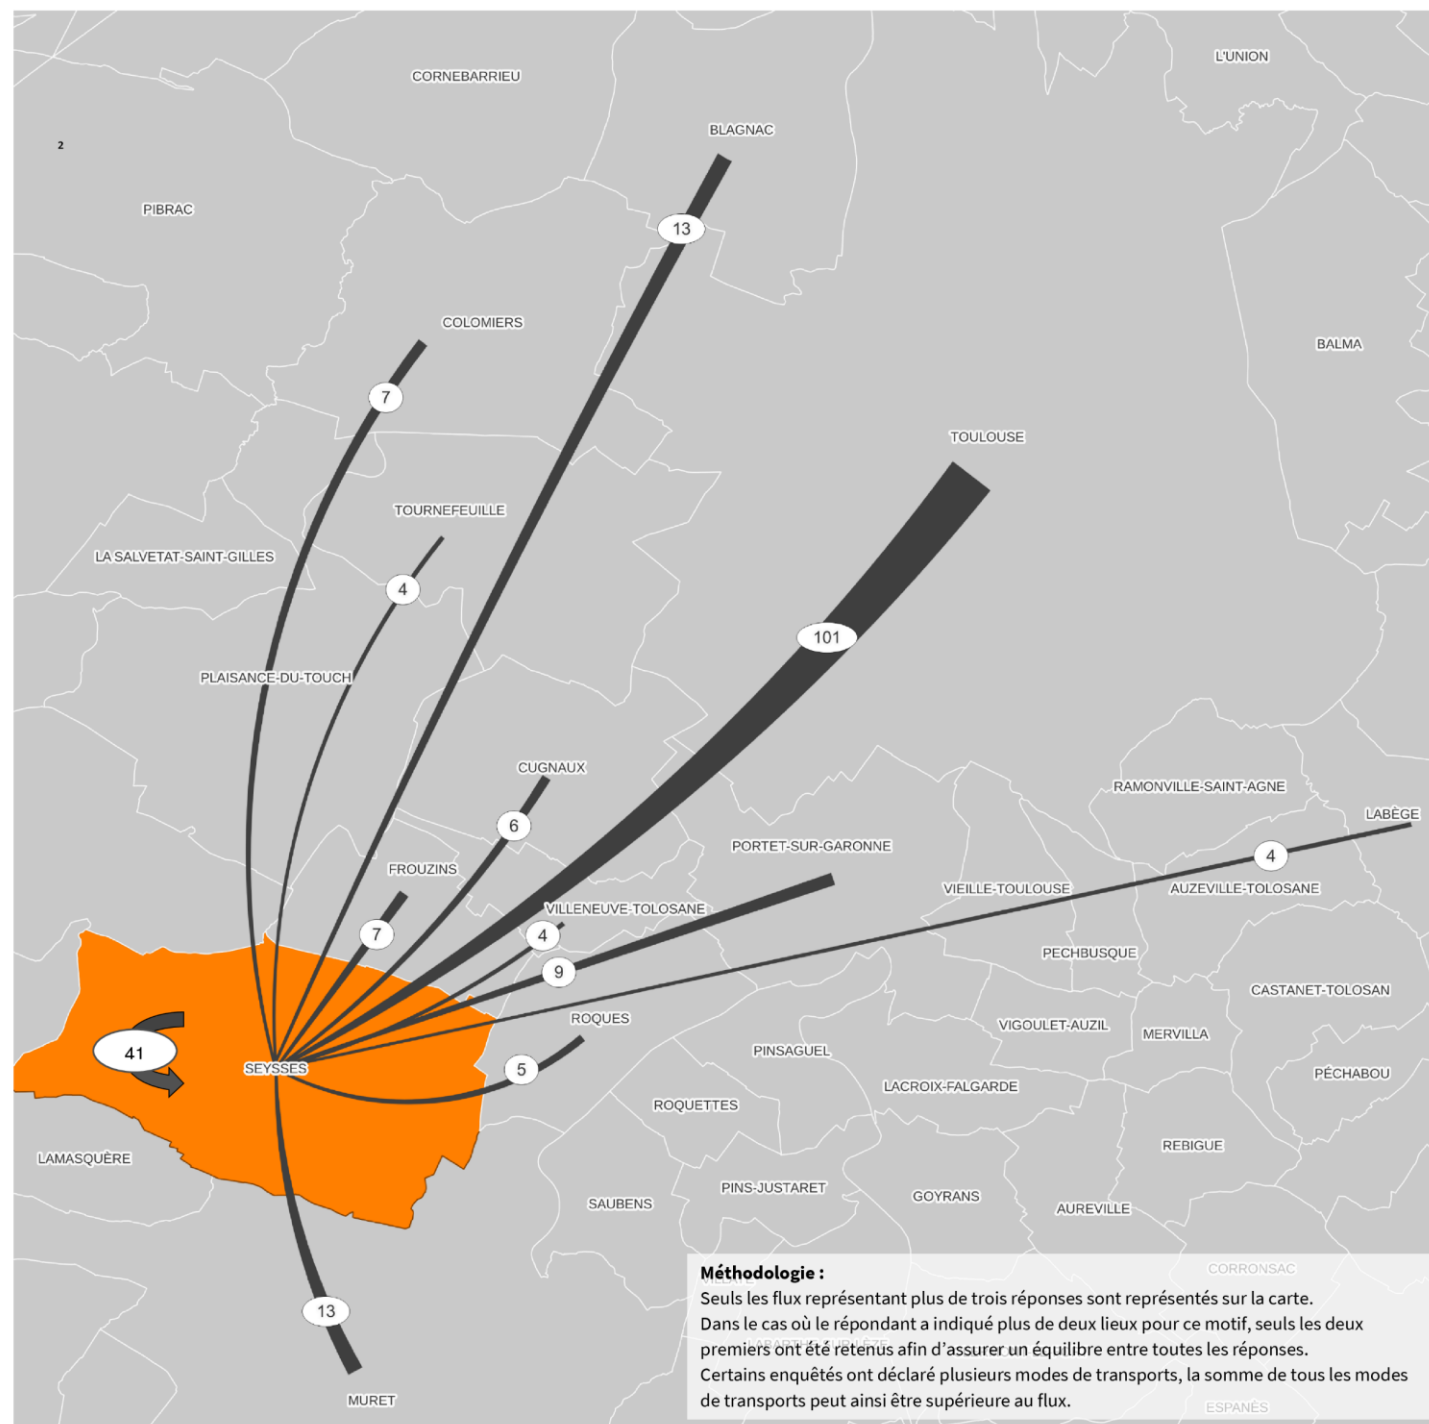 L'UNION
CORNEBARRIEU
BLAGNAC
2
PIBRAC
13
COLOMIERS
BALMA
7
TOULOUSE
TOURNEFEUILLE
LA SALVETAT-SAINT-GILLES
4
101
PLAISANCE-DU-TOUCH
CUGNAUX
RAMONVILLE-SAINT-AGNE
LABÈGE
6
PORTET-SUR-GARONNE
4
FROUZINS
VIEILLE-TOULOUSE
AUZEVILLE-TOLOSANE
VILLENEUVE-TOLOSANE
7
4
PECHBUSQUE
9
CASTANET-TOLOSAN
ROQUES
VIGOULET-AUZIL
MERVILLA
41
PINSAGUEL
SEYSSES
5
PÉCHABOU
LACROIX-FALGARDE
ROQUETTES
REBIGUE
LAMASQUÈRE
PINS-JUSTARET
GOYRANS
SAUBENS
AUREVILLE
CORRONSAC
Méthodologie :
Seuls les flux représentant plus de trois réponses sont représentés sur la carte.
Dans le cas où le répondant a indiqué plus de deux lieux pour ce motif, seuls les deux
premiers ont été retenus afin d'assurer un équilibre entre toutes les réponses.
Certains enquêtés ont déclaré plusieurs modes de transports, la somme de tous les modes
de transports peut ainsi être supérieure au flux.
13
MURET
ESPANÈS